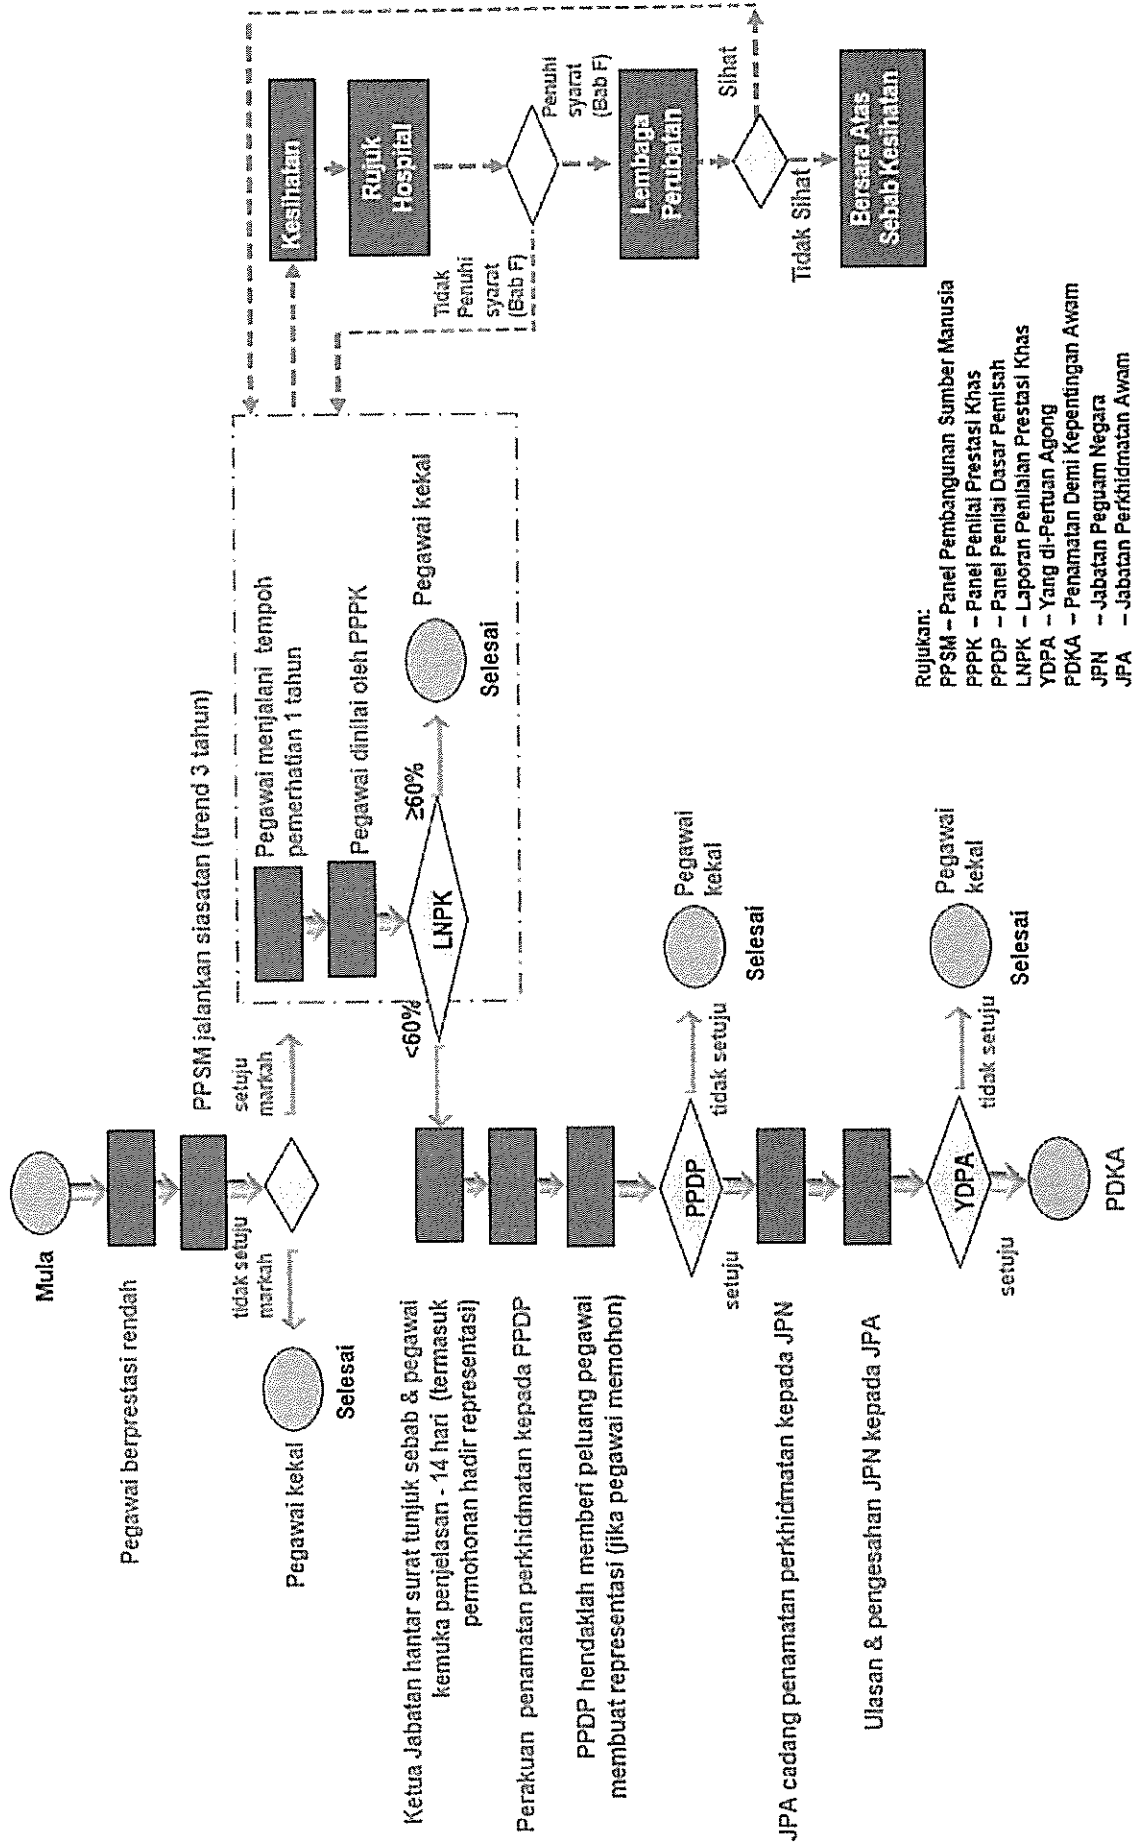 Mula
Pegawai berprestasi rendah
PPSM jalankan siasatan (trend 3 tahun)
tidak setuju
markah
setuju
markah
Pegawai kekal
Selesai
Pegawai menjalani tempoh
pemerhatian 1 tahun
Pegawai dinilai oleh PPPK
LNPK
<60%
≥60%
Pegawai kekal
Selesai
Kesihatan
Rujuk
Hospital
Tidak
Penuhi
syarat
(Bab F)
Penuhi
syarat
(Bab F)
Lembaga
Perubatan
Sihat
Tidak Sihat
Bersara Atas
Sebab Kesihatan
Ketua Jabatan hantar surat tunjuk sebab & pegawai
kemuka penjelasan - 14 hari (termasuk
permohonan hadir representasi)
Perakuan penamatan perkhidmatan kepada PPDP
PPDP hendaklah memberi peluang pegawai
membuat representasi (jika pegawai memohon)
PPDP
setuju
tidak setuju
Pegawai
kekal
Selesai
JPA cadang penamatan perkhidmatan kepada JPN
Ulasan & pengesahan JPN kepada JPA
YDPA
setuju
tidak setuju
Pegawai
kekal
Selesai
PDKA
Rujukan:
PPSM – Panel Pembangunan Sumber Manusia
PPPK – Panel Penilai Prestasi Khas
PPDP – Panel Penilai Dasar Pemisah
LNPK – Laporan Penilaian Prestasi Khas
YDPA – Yang di-Pertuan Agong
PDKA – Penamatan Demi Kepentingan Awam
JPN – Jabatan Peguam Negara
JPA – Jabatan Perkhidmatan Awam